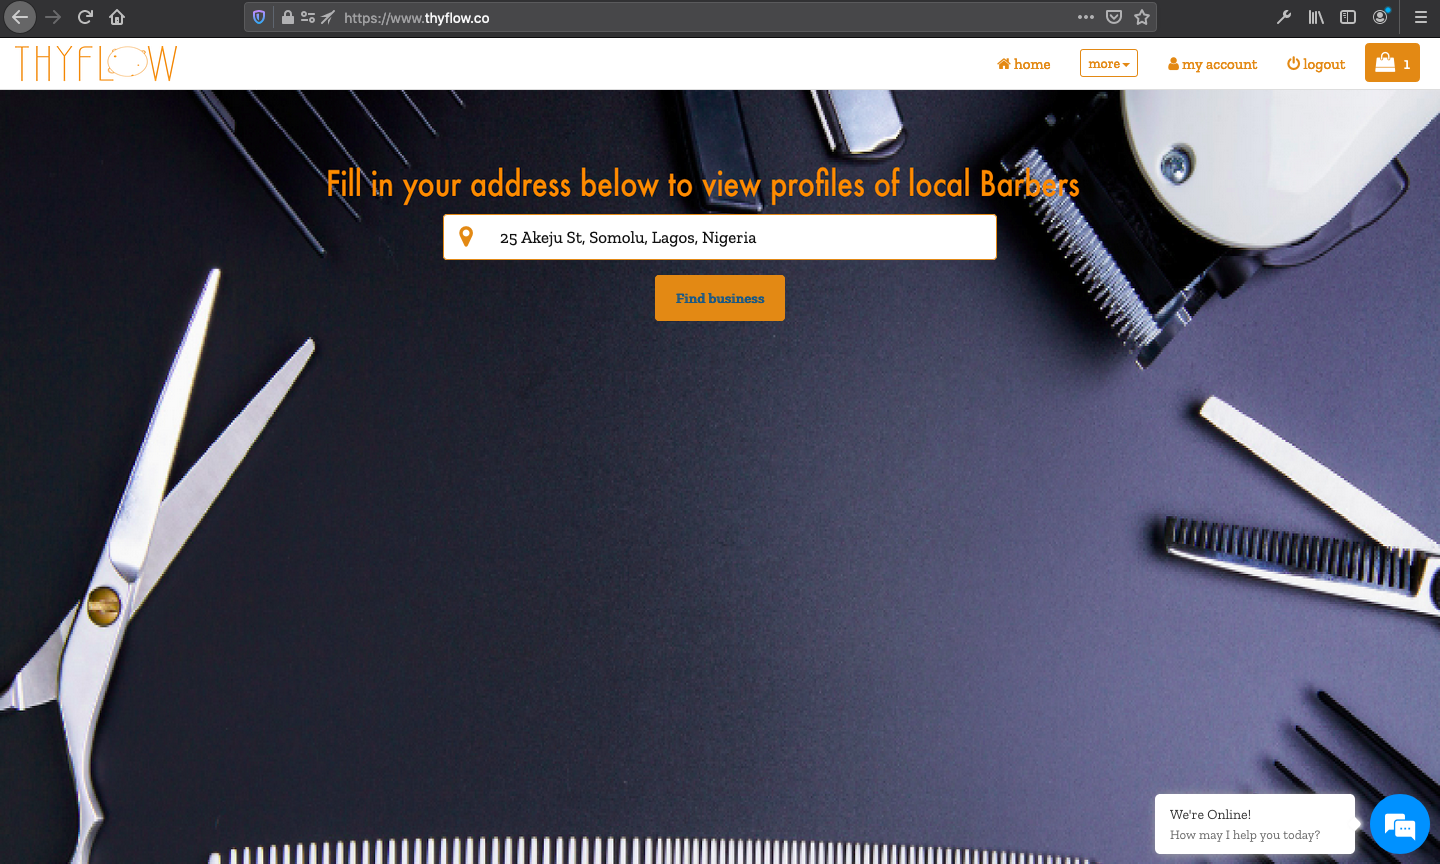 https://www.thyflow.co
THYFLOW
home
more
my account
logout
1
Fill in your address below to view profiles of local Barbers
25 Akeju St, Somolu, Lagos, Nigeria
Find business
We're Online!
How may I help you today?